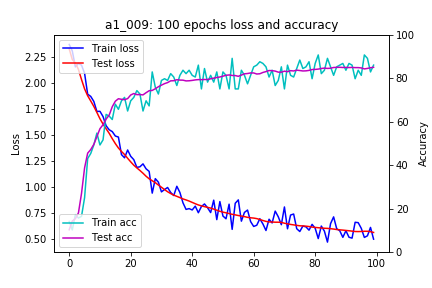 a1_009: 100 epochs loss and accuracy
Train loss
Test loss
Train acc
Test acc
Loss
2.25
2.00
1.75
1.50
1.25
1.00
0.75
0.50
Accuracy
100
80
60
40
20
0
0 20 40 60 80 100